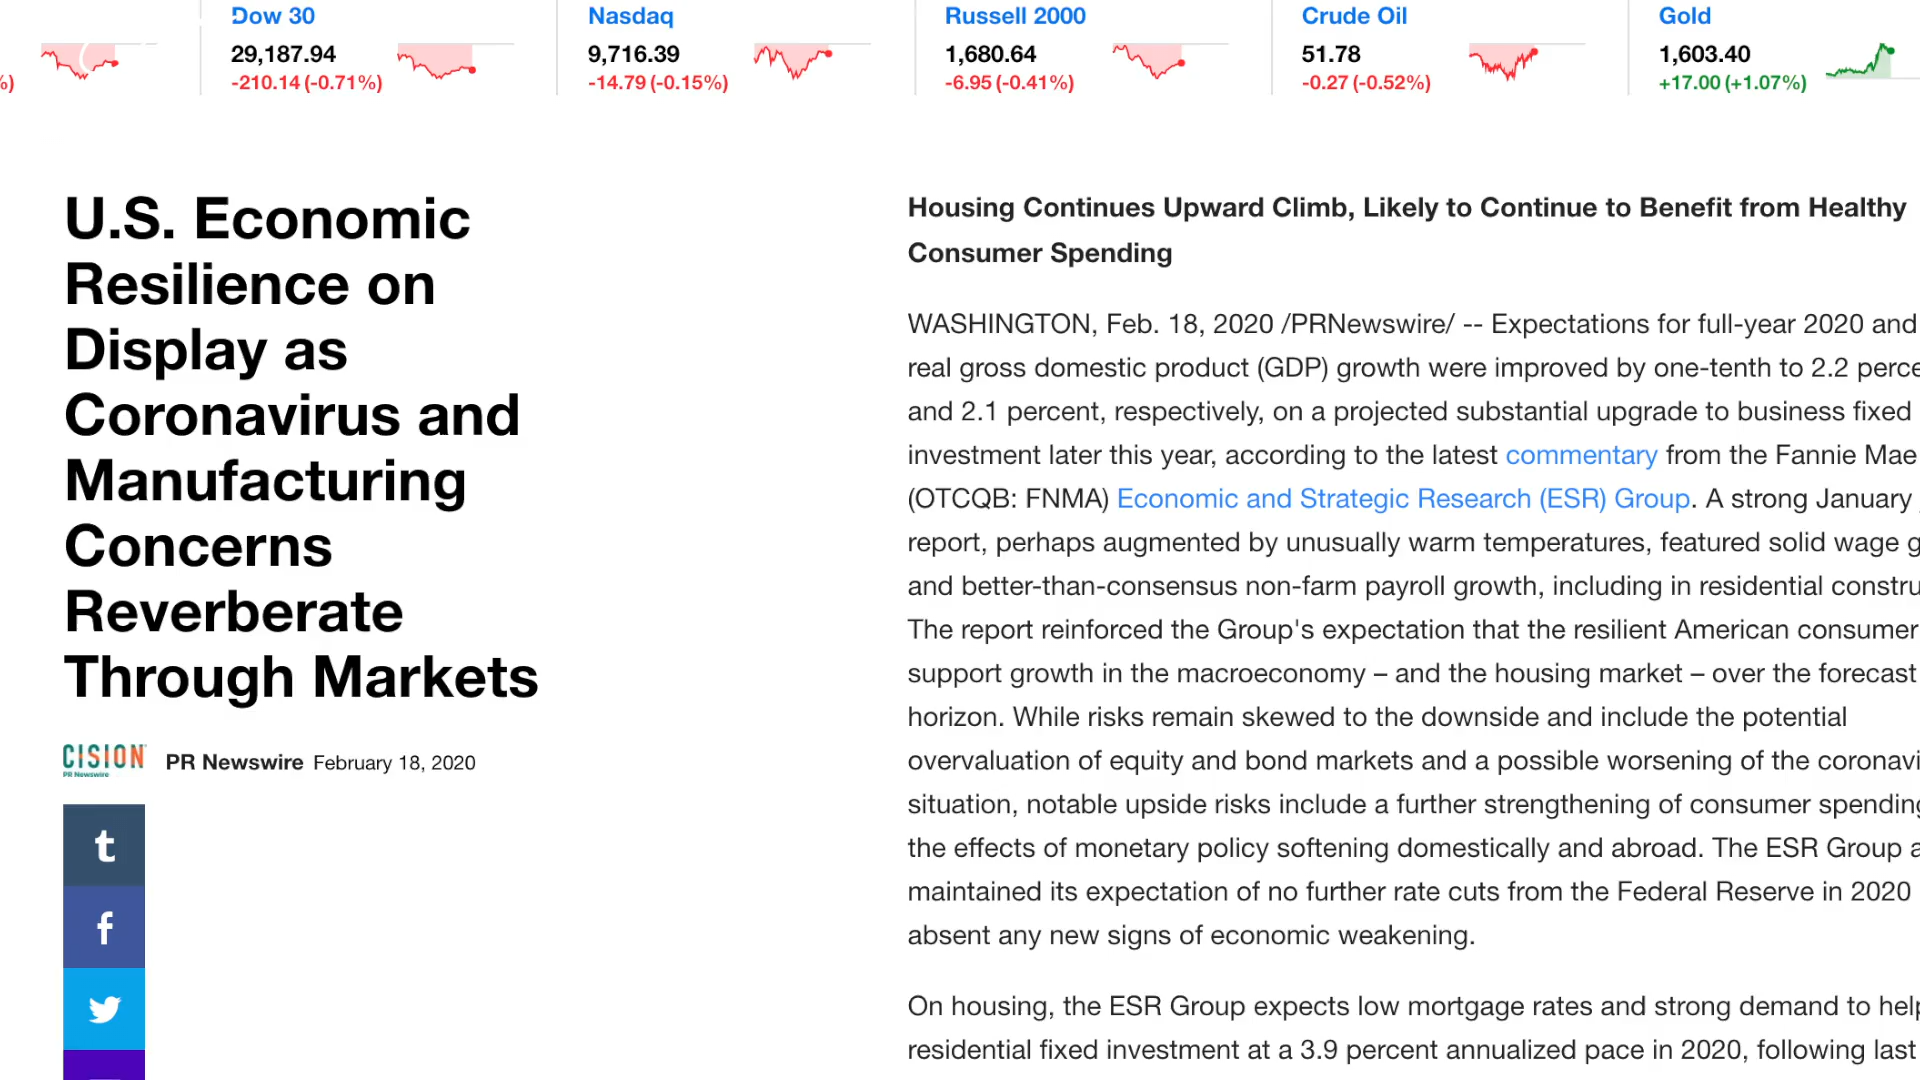 Dow 30
29,187.94
-210.14 (-0.71%)
Nasdaq
9,716.39
-14.79 (-0.15%)
Russell 2000
1,680.64
-6.95 (-0.41%)
Crude Oil
51.78
-0.27 (-0.52%)
Gold
1,603.40
+17.00 (+1.07%)
%)
U.S. Economic
Resilience on
Display as
Coronavirus and
Manufacturing
Concerns
Reverberate
Through Markets
CISION
PR Newswire
PR Newswire February 18, 2020
Housing Continues Upward Climb, Likely to Continue to Benefit from Healthy
Consumer Spending
WASHINGTON, Feb. 18, 2020 /PRNewswire/ -- Expectations for full-year 2020 and
real gross domestic product (GDP) growth were improved by one-tenth to 2.2 perce
and 2.1 percent, respectively, on a projected substantial upgrade to business fixed
investment later this year, according to the latest commentary from the Fannie Mae
(OTCQB: FNMA) Economic and Strategic Research (ESR) Group. A strong January
report, perhaps augmented by unusually warm temperatures, featured solid wage g
and better-than-consensus non-farm payroll growth, including in residential constru
The report reinforced the Group's expectation that the resilient American consumer
support growth in the macroeconomy – and the housing market – over the forecast
horizon. While risks remain skewed to the downside and include the potential
overvaluation of equity and bond markets and a possible worsening of the coronavi
situation, notable upside risks include a further strengthening of consumer spending
the effects of monetary policy softening domestically and abroad. The ESR Group a
maintained its expectation of no further rate cuts from the Federal Reserve in 2020
absent any new signs of economic weakening.
On housing, the ESR Group expects low mortgage rates and strong demand to help
residential fixed investment at a 3.9 percent annualized pace in 2020, following last